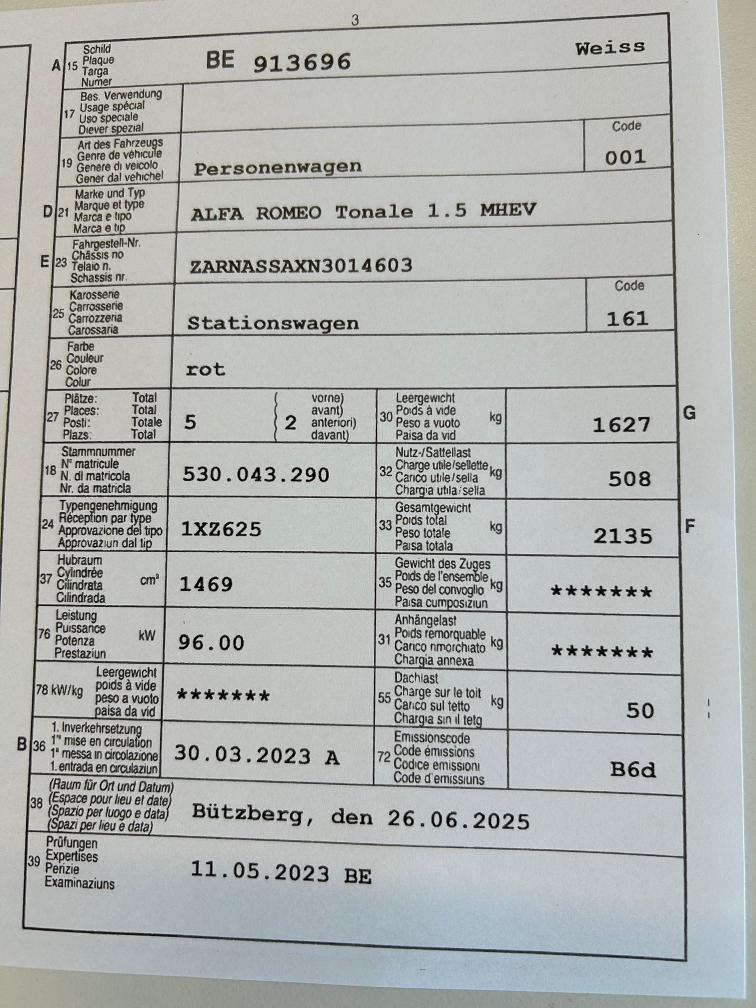 3
A 15 Schild
Plaque
Targa
Numer
BE 913696 Weiss
17 Bes. Verwendung
Usage spécial
Uso speciale
Diever spezial
19 Art des Fahrzeugs
Genre de véhicule
Genere di veicolo
Gener dal vehichel
Personenwagen
Code
001
D 21 Marke und Typ
Marque et type
Marca e tipo
Marca e tip
ALFA ROMEO Tonale 1.5 MHEV
E 23 Fahrgestell-Nr.
Châssis no
Telaio n.
Schassis nr.
ZARNASSAXN3014603
25 Karosserie
Carrosserie
Carrozzeria
Carossaria
Stationswagen
Code
161
26 Farbe
Couleur
Colore
Colur
rot
27 Plätze: Total
Places: Total
Posti: Totale
Plazs: Total
5
( 2 vorne)
avant)
anteriori)
davant)
30 Leergewicht
Poids à vide
Peso a vuoto
Paisa da vid
kg
1627
G
18 Stammnummer
N° matricule
N. di matricola
Nr. da matricla
530.043.290
32 Nutz-/Sattellast
Charge utile/sellette
Carico utile/sella
Chargia utila/sella
kg
508
24 Typengenehmigung
Réception par type
Approvazione del tipo
Approvaziun dal tip
1XZ625
33 Gesamtgewicht
Poids total
Peso totale
Paisa totala
kg
2135
F
37 Hubraum
Cylindrée
Cilindrata
Cilindrada
cm³
1469
35 Gewicht des Zuges
Poids de l'ensemble
Peso del convoglio
Paisa cumposiziun
kg
*******
76 Leistung
Puissance
Potenza
Prestaziun
kW
96.00
31 Anhängelast
Poids remorquable
Carico rimorchiato
Chargia annexa
kg
*******
78 kW/kg Leergewicht
poids à vide
peso a vuoto
paisa da vid
*******
55 Dachlast
Charge sur le toit
Carico sul tetto
Chargia sin il tetg
kg
50
B 36 1. Inverkehrsetzung
1re mise en circulation
1a messa in circolazione
1. entrada en circulaziun
30.03.2023 A
72 Emissionscode
Code émissions
Codice emissioni
Code d'emissiuns
B6d
38 (Raum für Ort und Datum)
(Espace pour lieu et date)
(Spazio per luogo e data)
(Spazi per lieu e data)
Bützberg, den 26.06.2025
39 Prüfungen
Expertises
Perizie
Examinaziuns
11.05.2023 BE